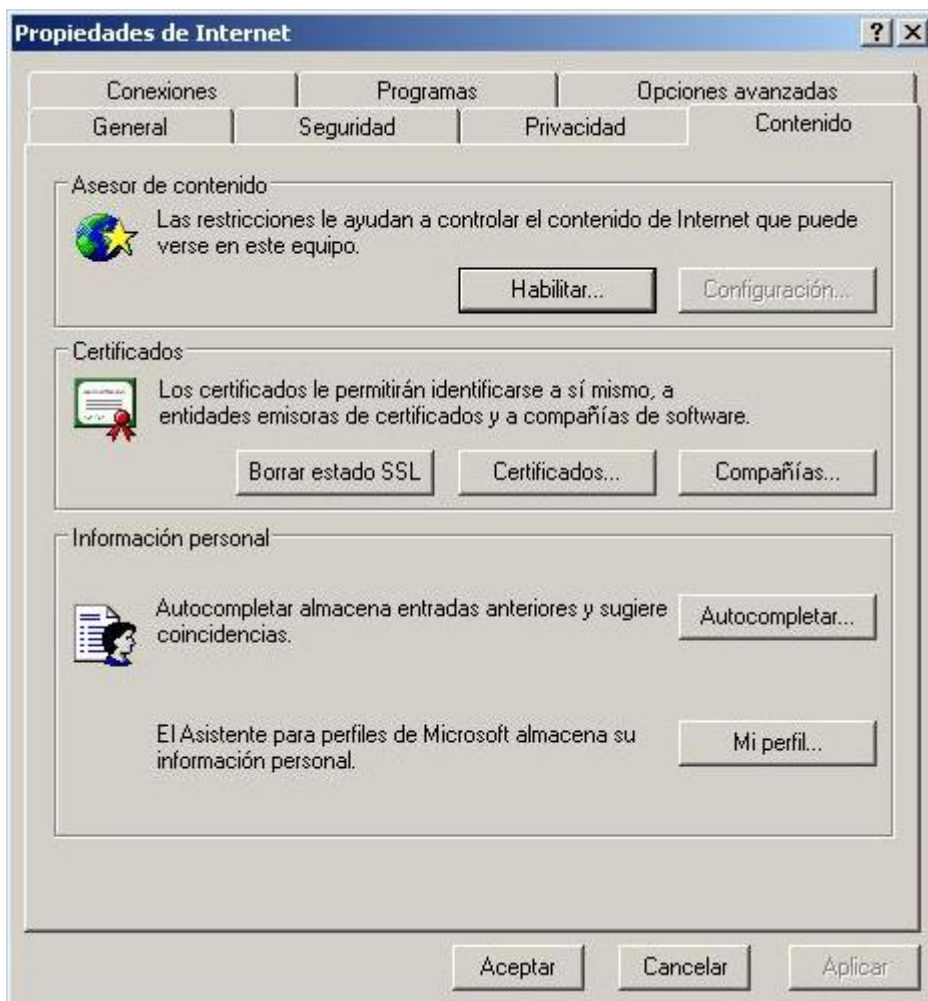 Propiedades de Internet
Conexiones Programas Opciones avanzadas
General Seguridad Privacidad Contenido
Asesor de contenido
Las restricciones le ayudan a controlar el contenido de Internet que puede
verse en este equipo.
Habilitar... Configuración...
Certificados
Los certificados le permitirán identificarse a sí mismo, a
entidades emisoras de certificados y a compañías de software.
Borrar estado SSL Certificados... Compañías...
Información personal
Autocompletar almacena entradas anteriores y sugiere
coincidencias.
Autocompletar...
El Asistente para perfiles de Microsoft almacena su
información personal.
Mi perfil...
Aceptar Cancelar Aplicar